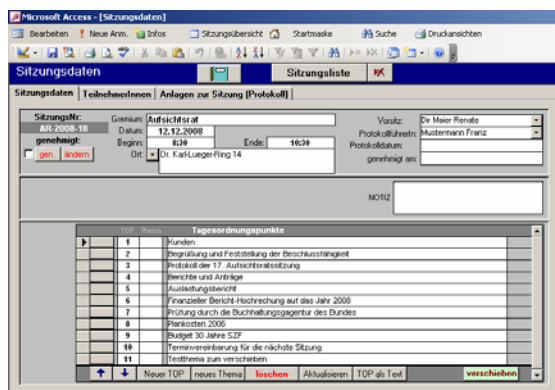 Microsoft Access - [Sitzungsdaten]
Bearbeiten Neue Anm. Infos Sitzungsübersicht Startmaske Suche Druckansichten
Sitzungsdaten Sitzungsliste
Sitzungsdaten TeilnehmerInnen Anlagen zur Sitzung (Protokoll)
SitzungsNr: Gremium: Aufsichtsrat Vorsitz: Dir Maier Renate
AR-2008-18 Datum: 12.12.2008 ProtokollführerIn: Mustermann Franz
genehmigt: Beginn: 8:30 Ende: 10:30 Protokolldatum:
gen. ändern Ort: Dr. Karl-Lueger-Ring 14 genehmigt am:
NOTIZ
TOP Thema Tagesordnungspunkte
1 Kunden
2 Begrüßung und Feststellung der Beschlussfähigkeit
3 Protokoll der 17. Aufsichtsratssitzung
4 Berichte und Anträge
5 Auslastungsbericht
6 Finanzieller Bericht-Hochrechung auf das Jahr 2008
7 Prüfung durch die Buchhaltungsagentur des Bundes
8 Plankosten 2006
9 Budget 30 Jahre SZF
10 Terminvereinbarung für die nächste Sitzung
11 Testthema zum verschieben
Neuer TOP neues Thema löschen Aktualisieren TOP als Text verschieben